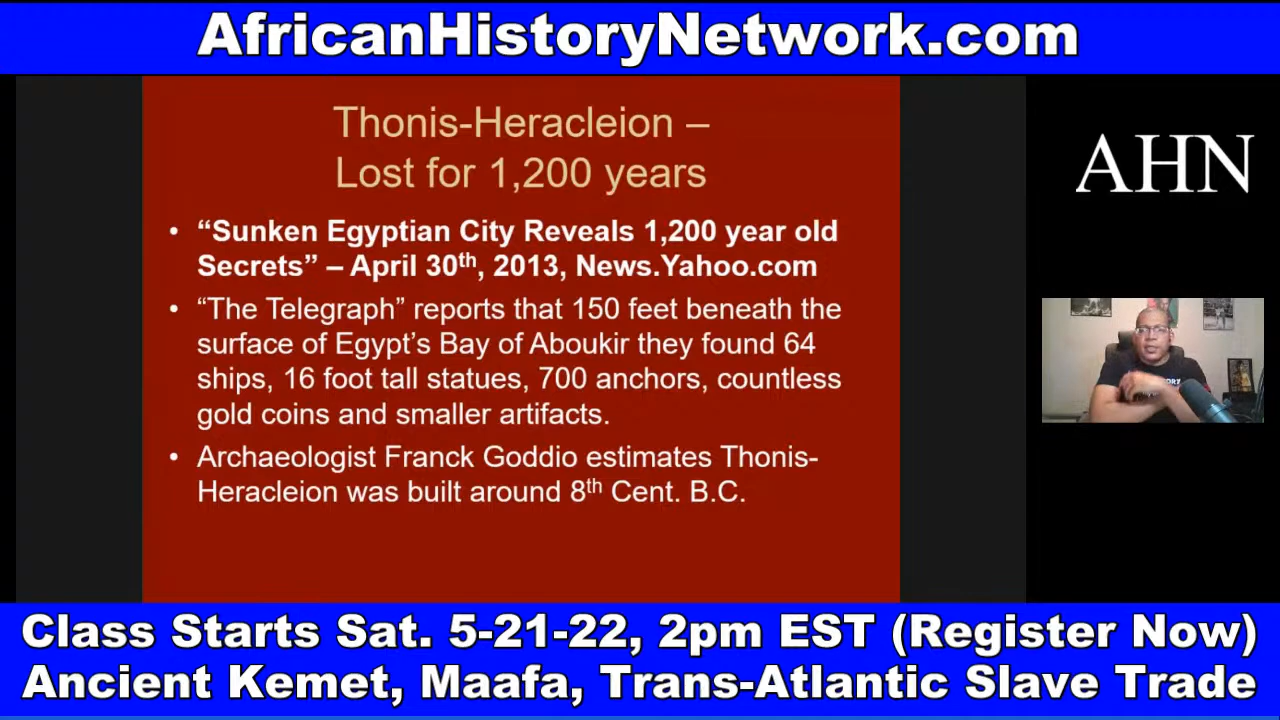 AfricanHistoryNetwork.com
Thonis-Heracleion –
Lost for 1,200 years
• “Sunken Egyptian City Reveals 1,200 year old
Secrets” – April 30th, 2013, News.Yahoo.com
• “The Telegraph” reports that 150 feet beneath the
surface of Egypt’s Bay of Aboukir they found 64
ships, 16 foot tall statues, 700 anchors, countless
gold coins and smaller artifacts.
• Archaeologist Franck Goddio estimates Thonis-
Heracleion was built around 8th Cent. B.C.
AHN
Class Starts Sat. 5-21-22, 2pm EST (Register Now)
Ancient Kemet, Maafa, Trans-Atlantic Slave Trade